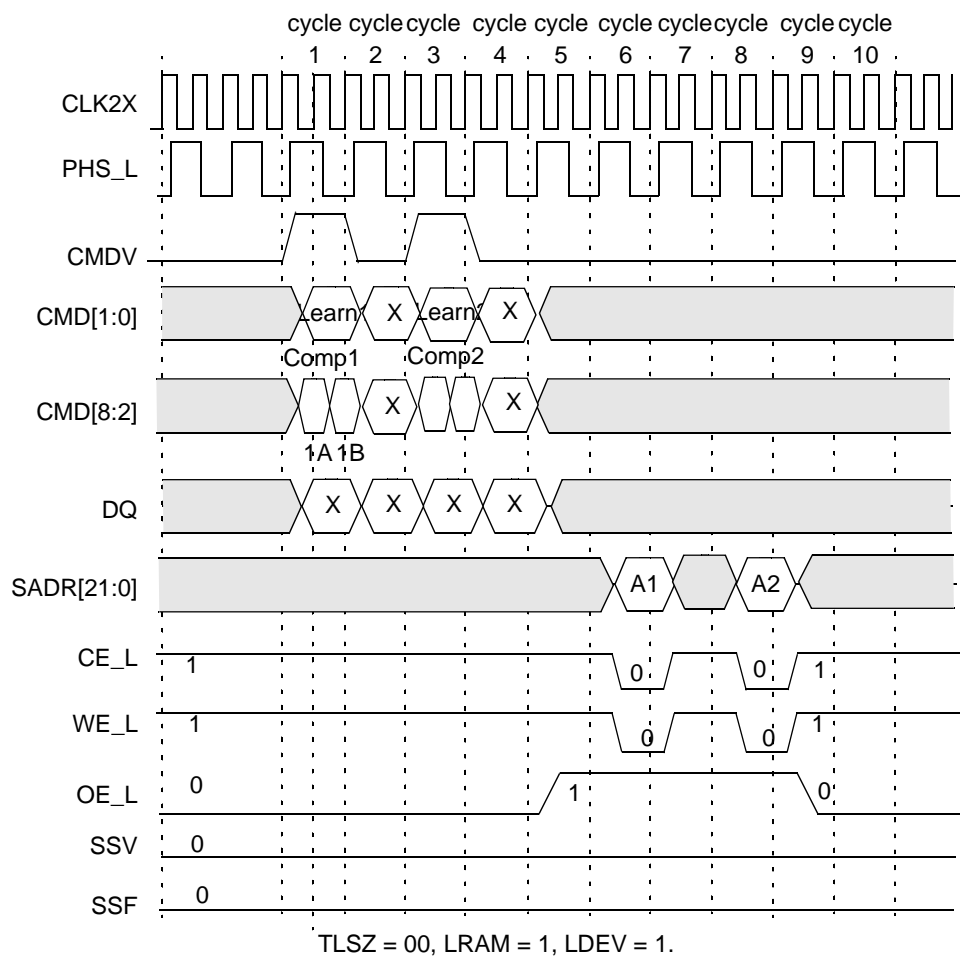 cycle cycle cycle cycle cycle cycle cycle cycle cycle cycle
1 2 3 4 5 6 7 8 9 10
CLK2X
PHS_L
CMDV
CMD[1:0] Learn1 X Learn2 X
Comp1 Comp2
CMD[8:2] X X
1A 1B
DQ X X X X
SADR[21:0] A1 A2
CE_L 1 0 0 1
WE_L 1 0 0 1
OE_L 0 1 0
SSV 0
SSF 0
TLSZ = 00, LRAM = 1, LDEV = 1.